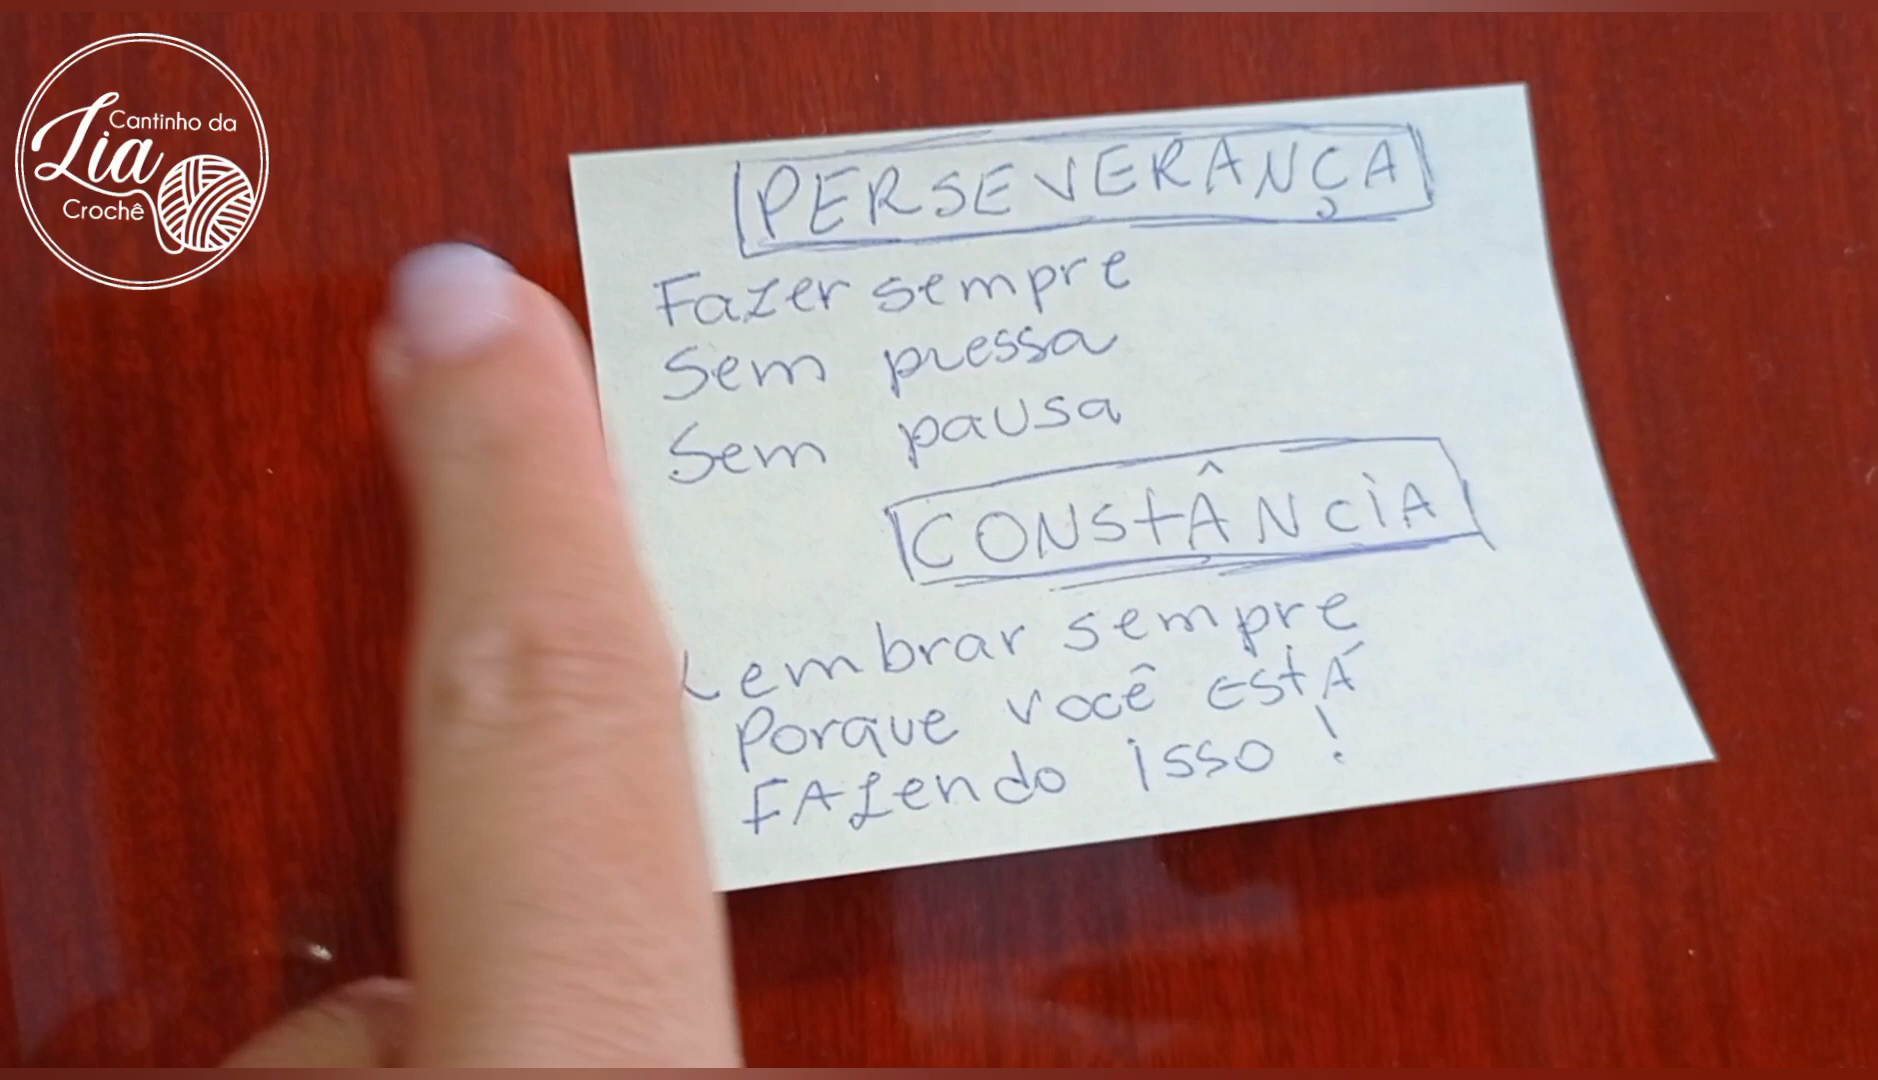 Cantinho da
Lia
Crochê
PERSEVERANÇA
Fazer sempre
Sem pressa
Sem pausa
CONStÂNCiA
Lembrar sempre
Porque você EstÁ
FAZendo isso !